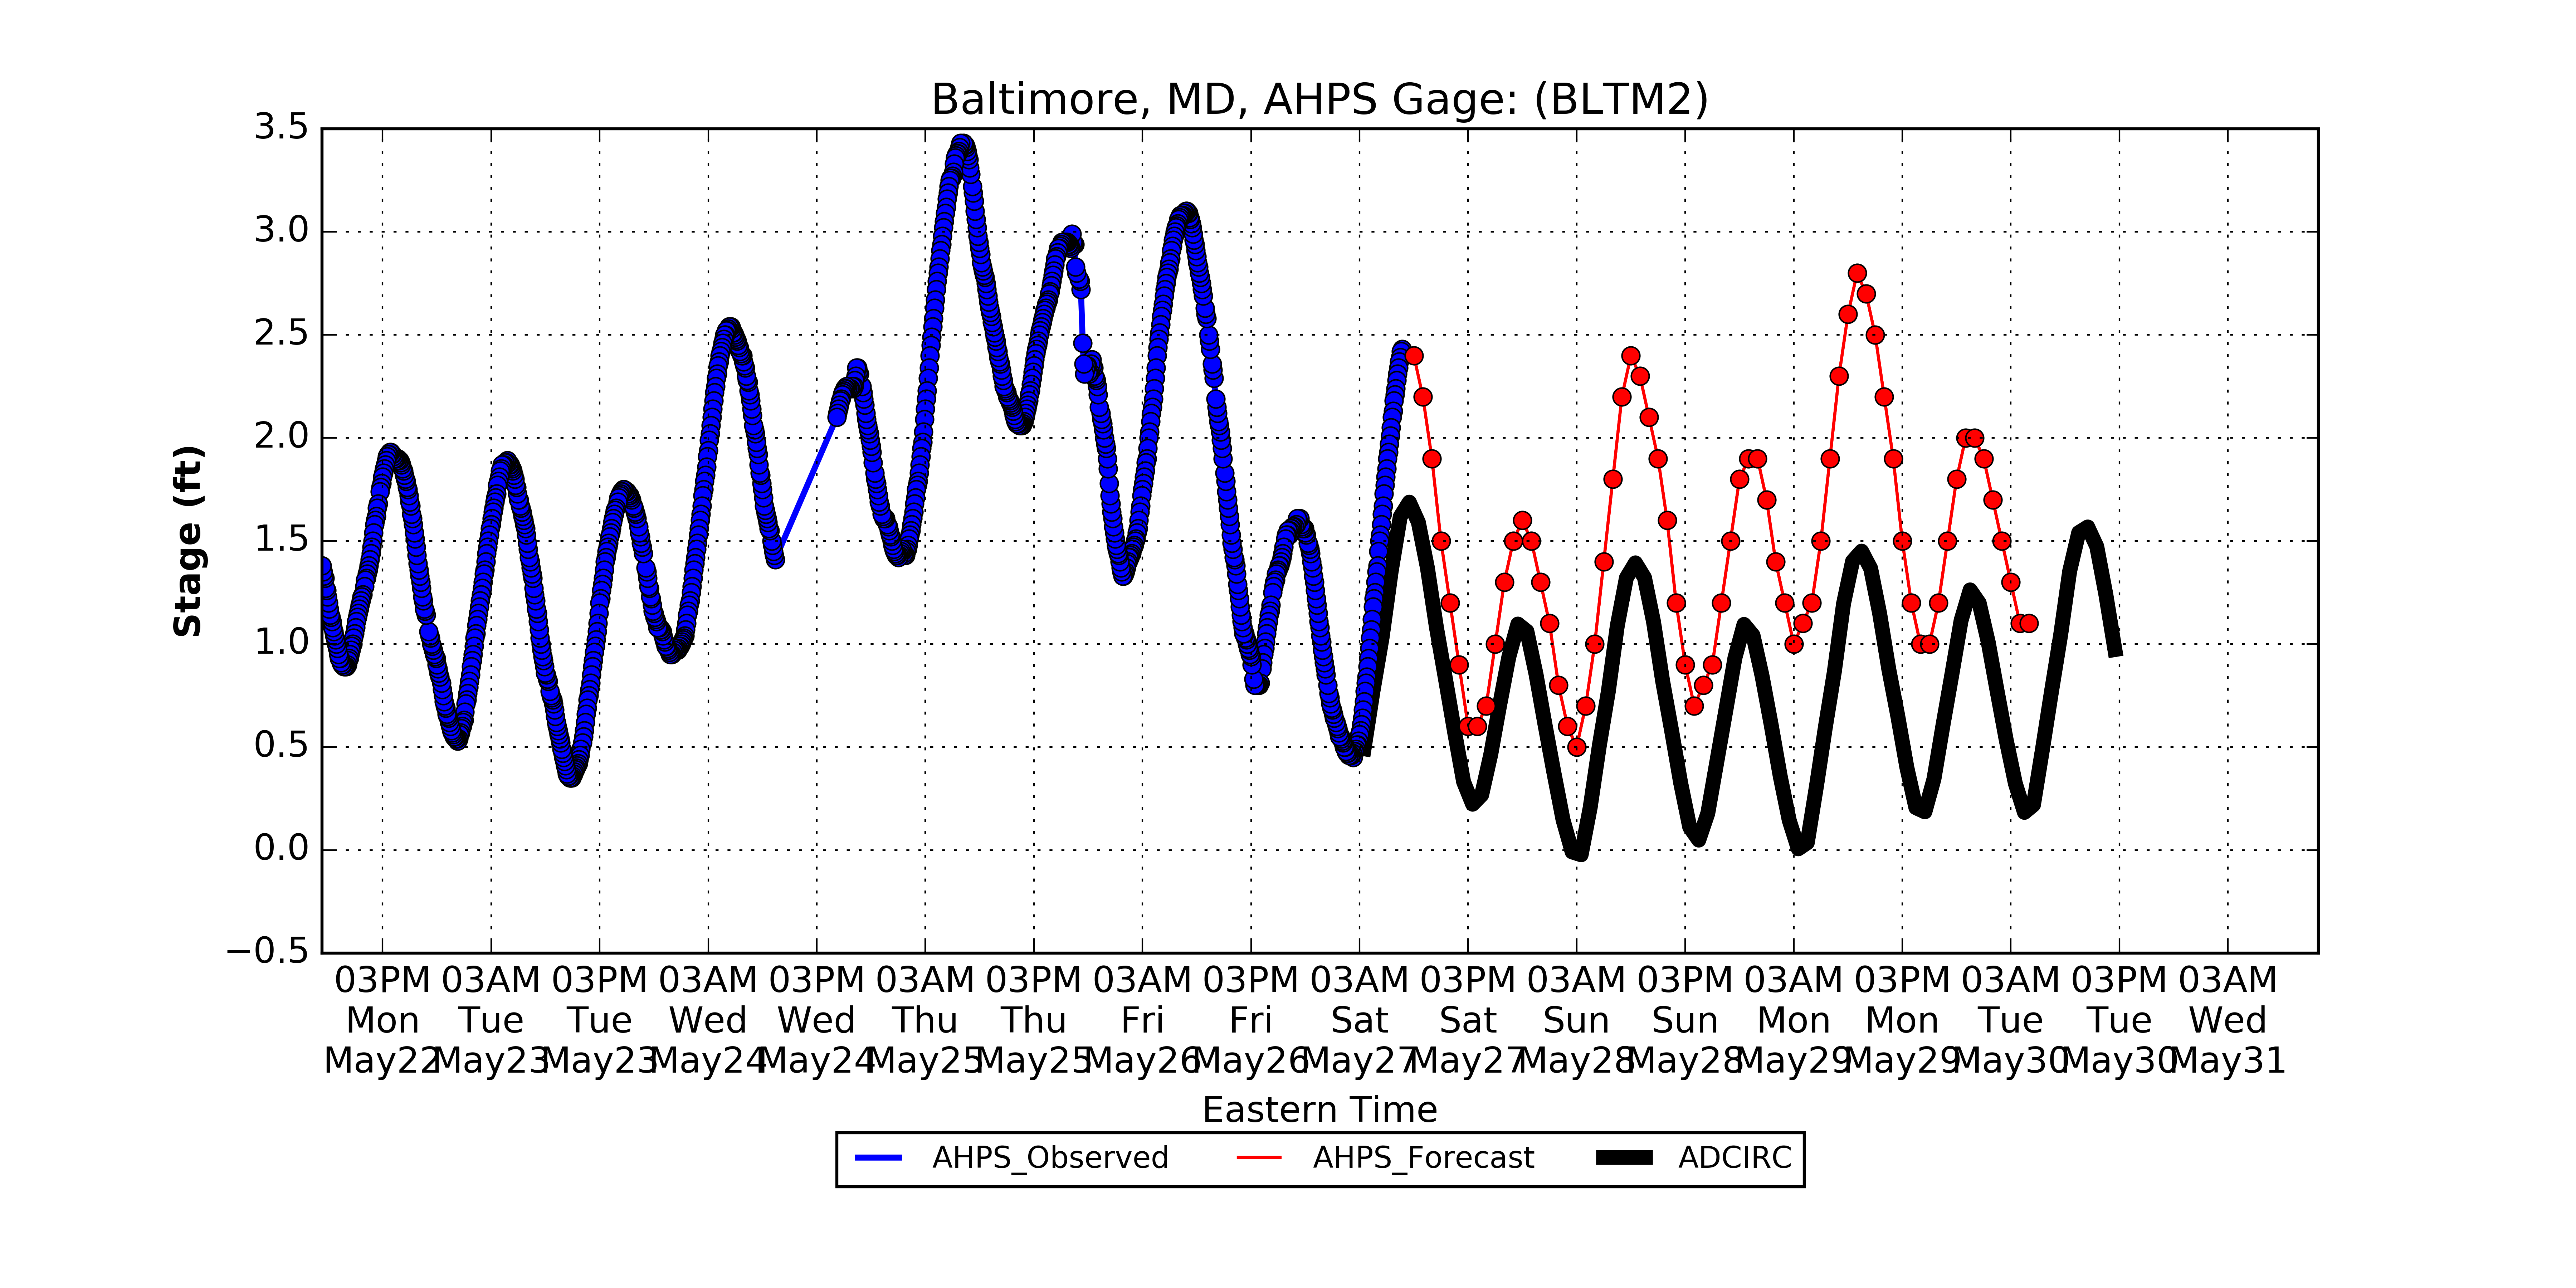 Baltimore, MD, AHPS Gage: (BLTM2)
3.5
3.0
2.5
2.0
1.5
1.0
0.5
0.0
−0.5
Stage (ft)
03PM 03AM 03PM 03AM 03PM 03AM 03PM 03AM 03PM 03AM 03PM 03AM 03PM 03AM 03PM 03AM 03PM 03AM
Mon Tue Tue Wed Wed Thu Thu Fri Fri Sat Sat Sun Sun Mon Mon Tue Tue Wed
May22 May23 May23 May24 May24 May25 May25 May26 May26 May27 May27 May28 May28 May29 May29 May30 May30 May31
Eastern Time
AHPS_Observed AHPS_Forecast ADCIRC